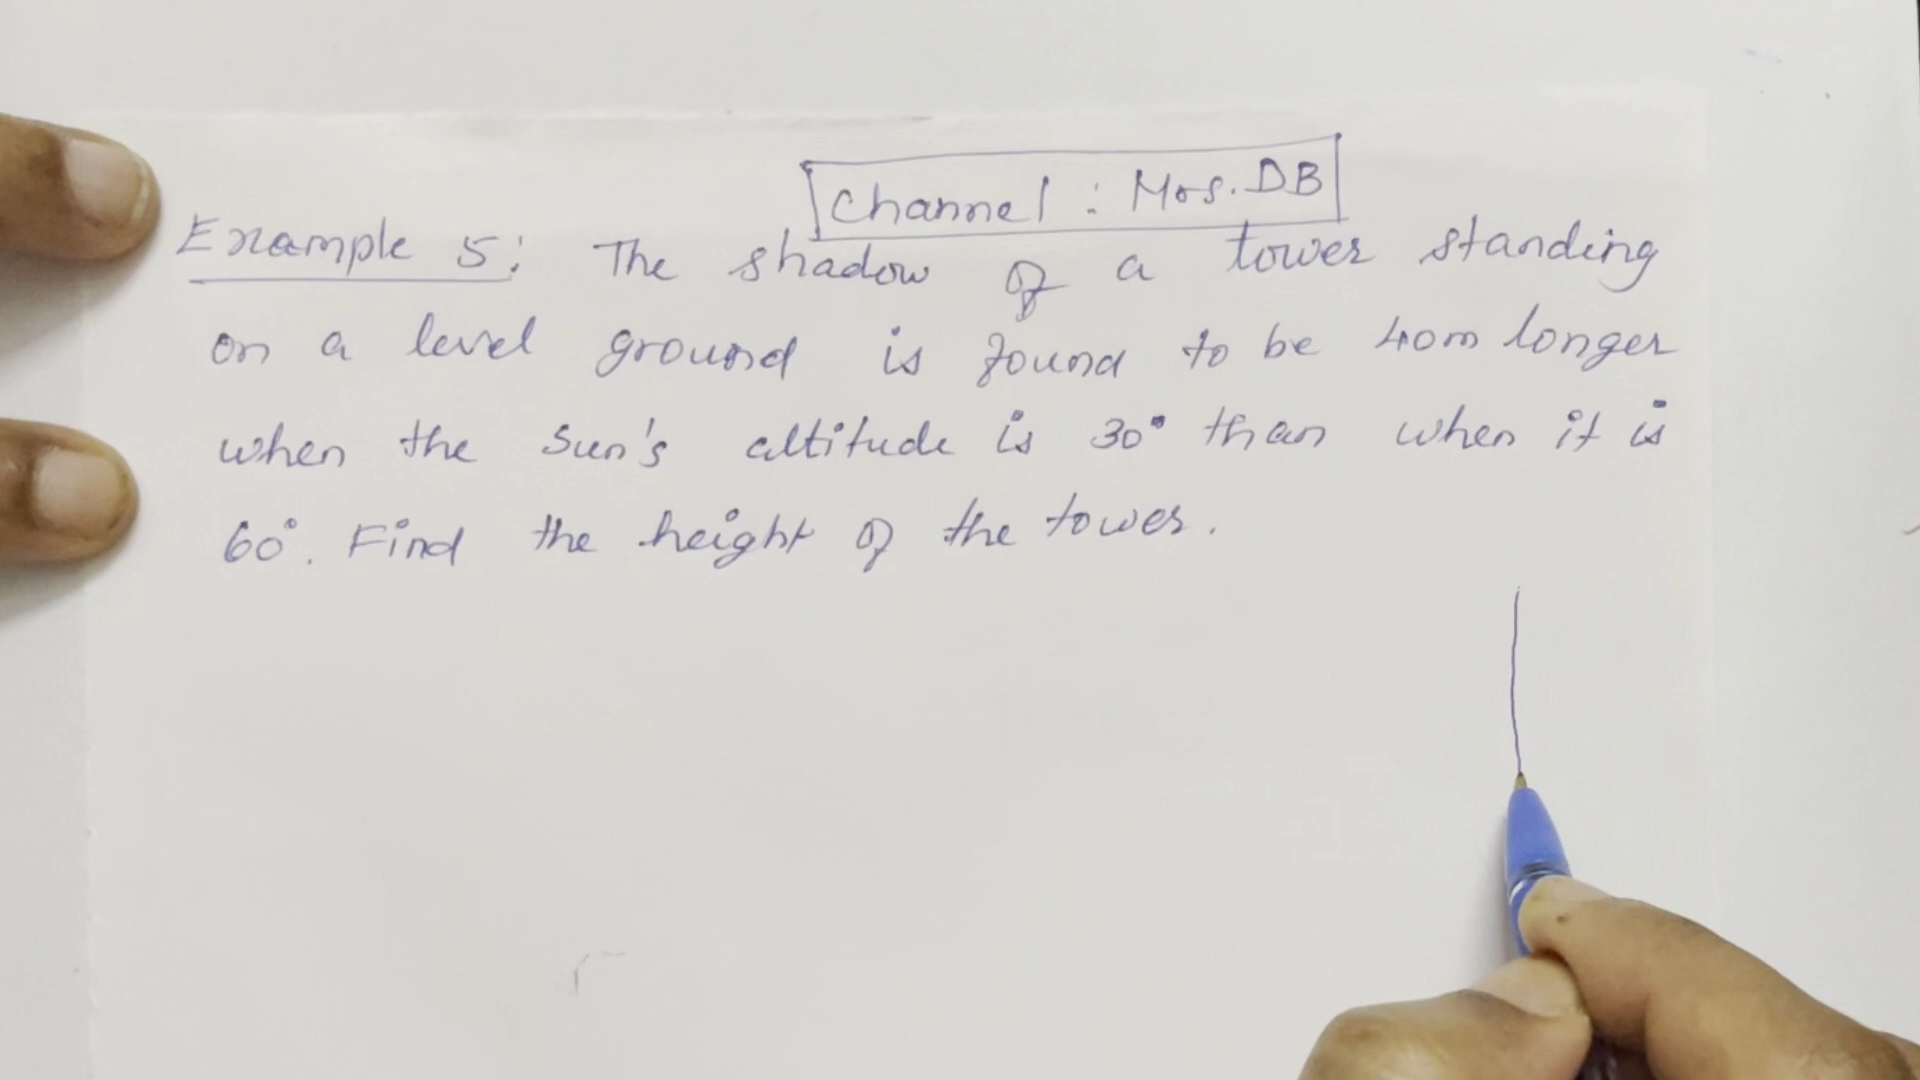 Channel : Mrs. DB
Example 5: The shadow of a tower standing
on a level ground is found to be 40m longer
when the Sun's altitude is 30° than when it is
60°. Find the height of the tower.